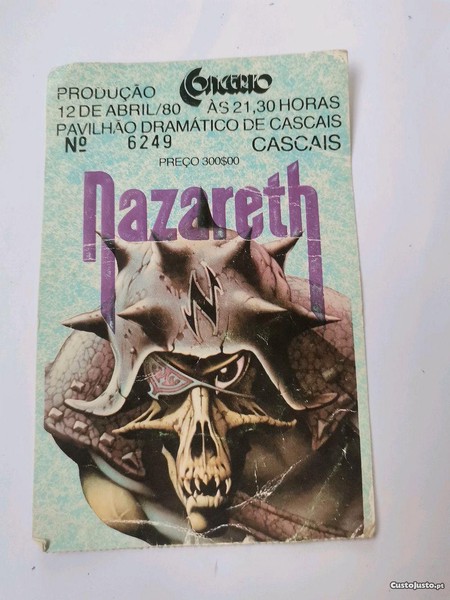 PRODUÇÃO Concerto
12 DE ABRIL/80 ÀS 21,30 HORAS
PAVILHÃO DRAMÁTICO DE CASCAIS
Nº 6249 CASCAIS
PREÇO 300$00
nazareth
N
CustoJusto.pt